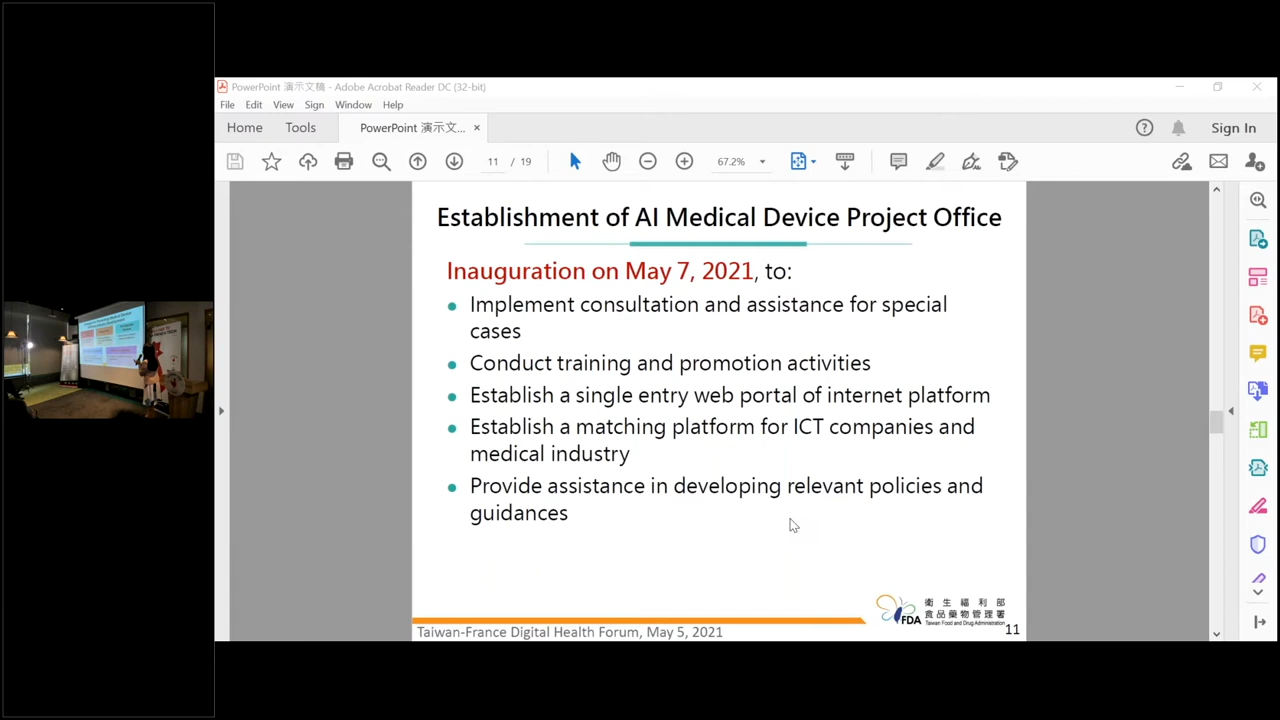 PowerPoint 演示文稿 - Adobe Acrobat Reader DC (32-bit)
File Edit View Sign Window Help
Home Tools PowerPoint 演示文... × Sign In
11 / 19 67.2%
Establishment of AI Medical Device Project Office
Inauguration on May 7, 2021, to:
• Implement consultation and assistance for special
cases
• Conduct training and promotion activities
• Establish a single entry web portal of internet platform
• Establish a matching platform for ICT companies and
medical industry
• Provide assistance in developing relevant policies and
guidances
衛生福利部
食品藥物管理署
FDA Taiwan Food and Drug Administration
Taiwan-France Digital Health Forum, May 5, 2021
11